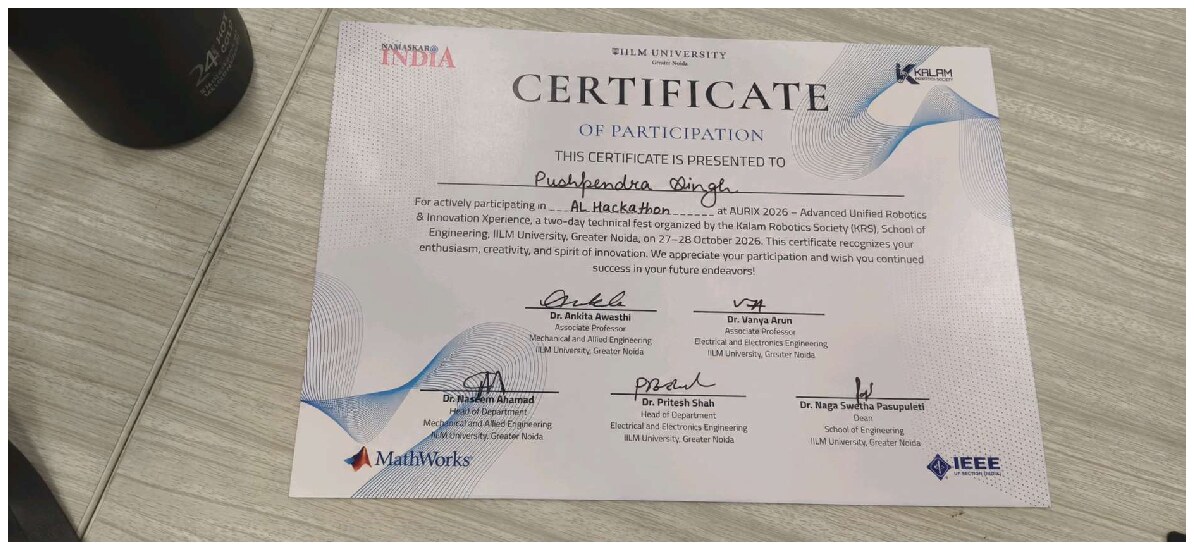 NAMASKAR INDIA
IILM UNIVERSITY
Greater Noida
KALAM
CERTIFICATE
OF PARTICIPATION
THIS CERTIFICATE IS PRESENTED TO
Pushpendra Singh
For actively participating in AL Hackathon at AURIX 2026 – Advanced Unified Robotics
& Innovation Xperience, a two-day technical fest organized by the Kalam Robotics Society (KRS), School of
Engineering, IILM University, Greater Noida, on 27–28 October 2026. This certificate recognizes your
enthusiasm, creativity, and spirit of innovation. We appreciate your participation and wish you continued
success in your future endeavors!
Dr. Ankita Awasthi
Associate Professor
Mechanical and Allied Engineering
IILM University, Greater Noida
Dr. Vanya Arun
Associate Professor
Electrical and Electronics Engineering
IILM University, Greater Noida
Dr. Naseem Ahamad
Head of Department
Mechanical and Allied Engineering
IILM University, Greater Noida
Dr. Pritesh Shah
Head of Department
Electrical and Electronics Engineering
IILM University, Greater Noida
Dr. Naga Swetha Pasupuleti
Dean
School of Engineering
IILM University, Greater Noida
MathWorks
IEEE
UP SECTION (INDIA)
24
HOT